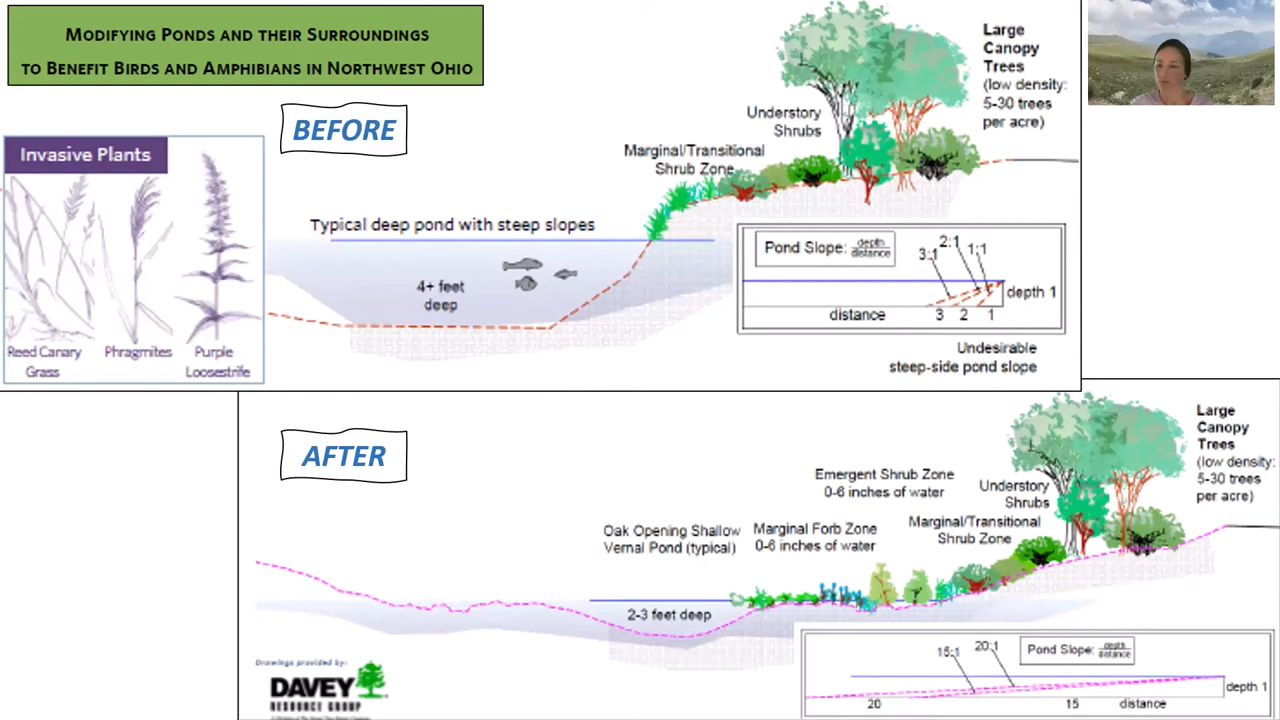 MODIFYING PONDS AND THEIR SURROUNDINGS
TO BENEFIT BIRDS AND AMPHIBIANS IN NORTHWEST OHIO
BEFORE
Invasive Plants
Reed Canary
Grass
Phragmites
Purple
Loosestrife
Typical deep pond with steep slopes
4+ feet
deep
Marginal/Transitional
Shrub Zone
Understory
Shrubs
Large
Canopy
Trees
(low density:
5-30 trees
per acre)
Pond Slope: depth
distance
3:1
2:1
1:1
depth 1
distance
3 2 1
Undesirable
steep-side pond slope
AFTER
Oak Opening Shallow
Vernal Pond (typical)
2-3 feet deep
Marginal Forb Zone
0-6 inches of water
Emergent Shrub Zone
0-6 inches of water
Marginal/Transitional
Shrub Zone
Understory
Shrubs
Large
Canopy
Trees
(low density:
5-30 trees
per acre)
15:1
20:1
Pond Slope: depth
distance
depth 1
20 15 distance
Drawings provided by:
DAVEY
RESOURCE GROUP